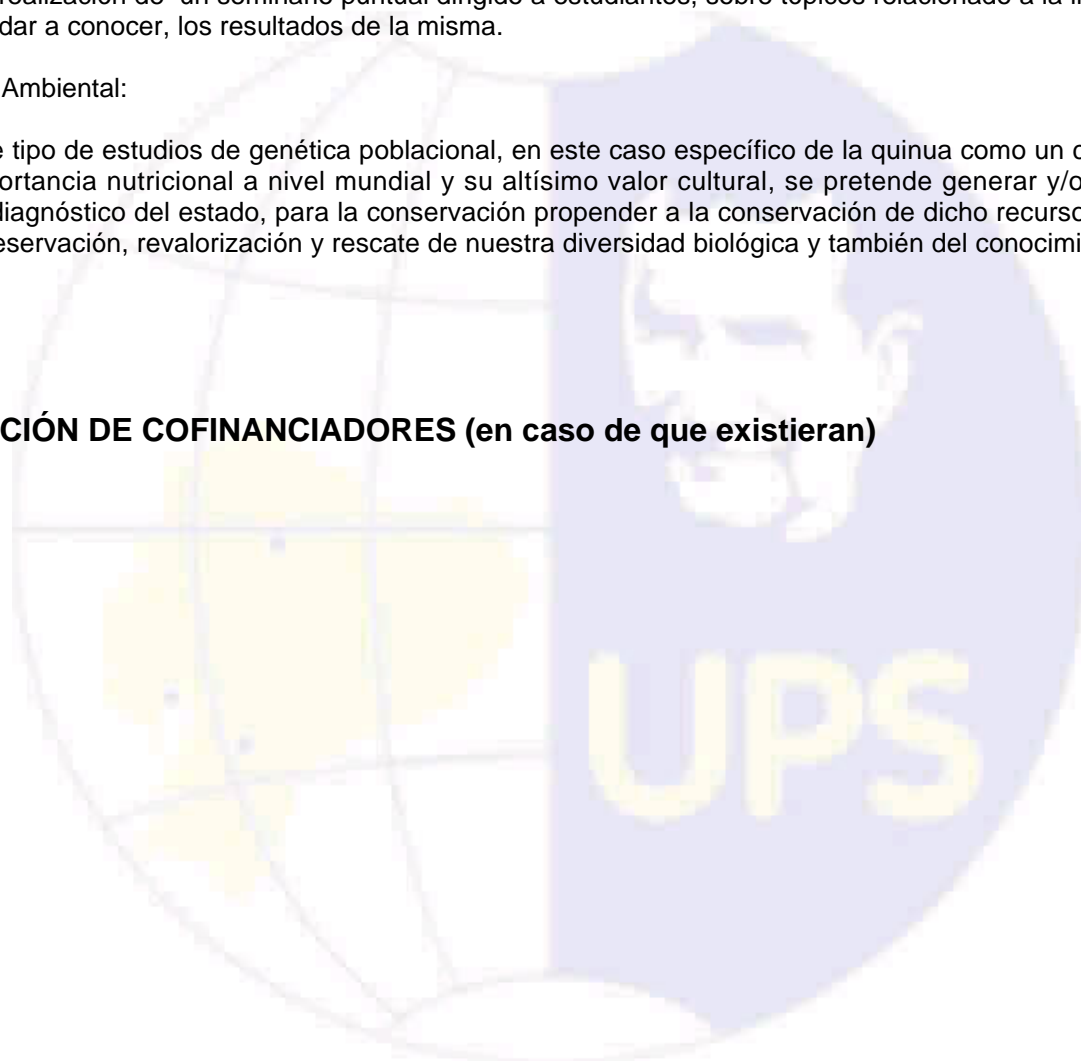 realización de un seminario puntual dirigido a estudiantes, sobre tópicos relacionado a la
dar a conocer, los resultados de la misma.
Ambiental:
tipo de estudios de genética poblacional, en este caso específico de la quinua como un
nutricional a nivel mundial y su altísimo valor cultural, se pretende generar y/o
diagnóstico del estado, para la conservación propender a la conservación de dicho recurso
revalorización y rescate de nuestra diversidad biológica y también del
CIÓN DE COFINANCIADORES (en caso de que existieran)
UPS